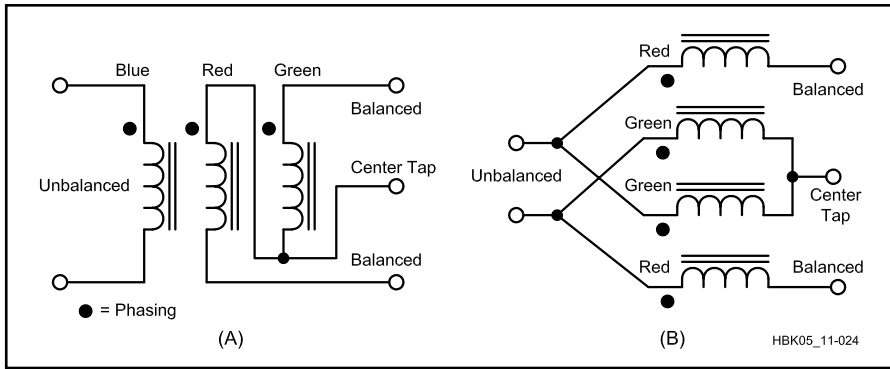 Blue
Red
Green
Balanced
Unbalanced
Center Tap
Balanced
= Phasing
(A)
Red
Balanced
Green
Unbalanced
Green
Center
Tap
Red
Balanced
(B)
HBK05_11-024